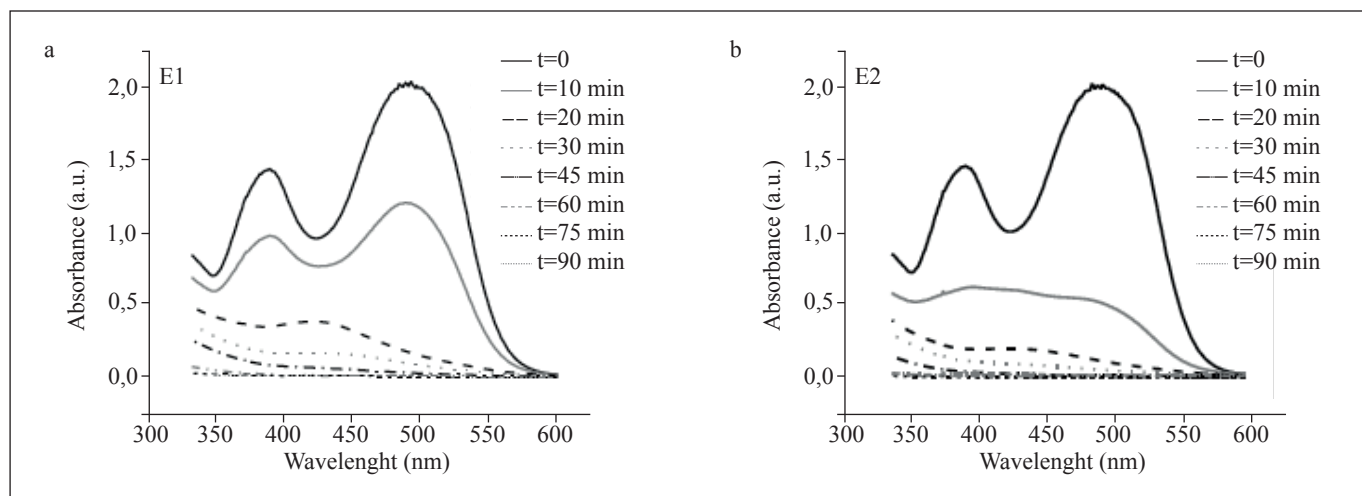 a
E1
t=0
t=10 min
t=20 min
t=30 min
t=45 min
t=60 min
t=75 min
t=90 min
2,0
1,5
1,0
0,5
0,0
Absorbance (a.u.)
300 350 400 450 500 550 600
Wavelenght (nm)
b
E2
t=0
t=10 min
t=20 min
t=30 min
t=45 min
t=60 min
t=75 min
t=90 min
2,0
1,5
1,0
0,5
0,0
Absorbance (a.u.)
300 350 400 450 500 550 600
Wavelenght (nm)